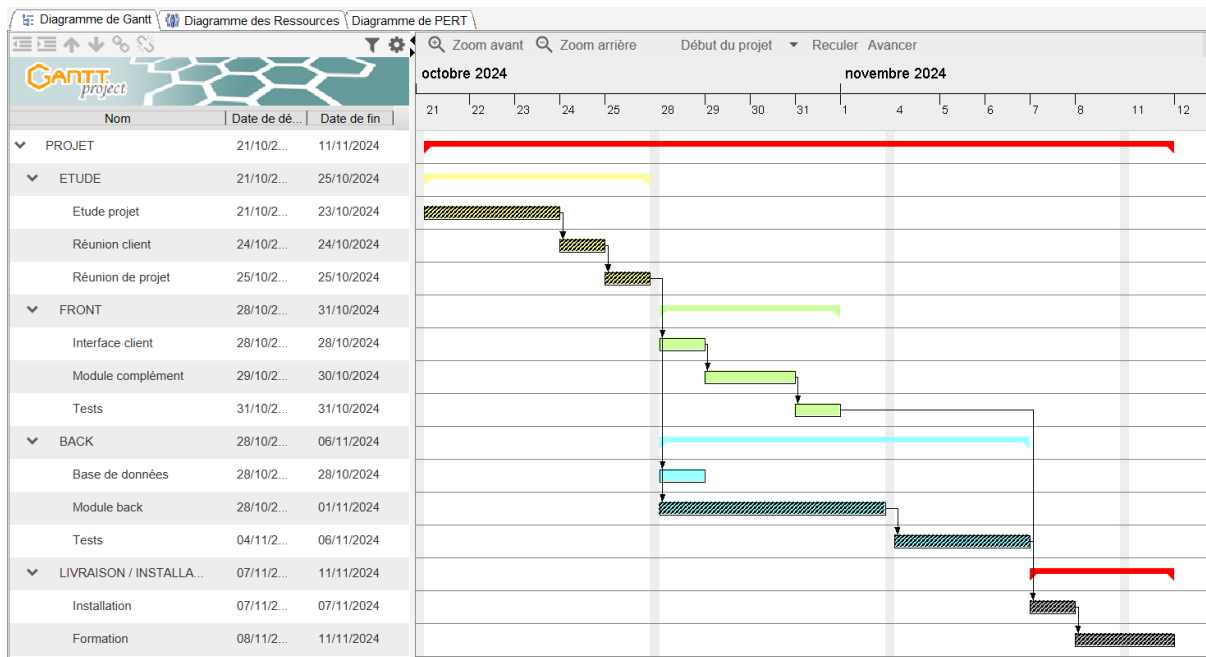 Diagramme de Gantt Diagramme des Ressources Diagramme de PERT
Zoom avant Zoom arrière Début du projet Reculer Avancer
octobre 2024 novembre 2024
GANTT
project
21 22 23 24 25 28 29 30 31 1 4 5 6 7 8 11 12
Nom Date de dé... Date de fin
PROJET 21/10/2... 11/11/2024
ETUDE 21/10/2... 25/10/2024
Etude projet 21/10/2... 23/10/2024
Réunion client 24/10/2... 24/10/2024
Réunion de projet 25/10/2... 25/10/2024
FRONT 28/10/2... 31/10/2024
Interface client 28/10/2... 28/10/2024
Module complément 29/10/2... 30/10/2024
Tests 31/10/2... 31/10/2024
BACK 28/10/2... 06/11/2024
Base de données 28/10/2... 28/10/2024
Module back 28/10/2... 01/11/2024
Tests 04/11/2... 06/11/2024
LIVRAISON / INSTALLA... 07/11/2... 11/11/2024
Installation 07/11/2... 07/11/2024
Formation 08/11/2... 11/11/2024